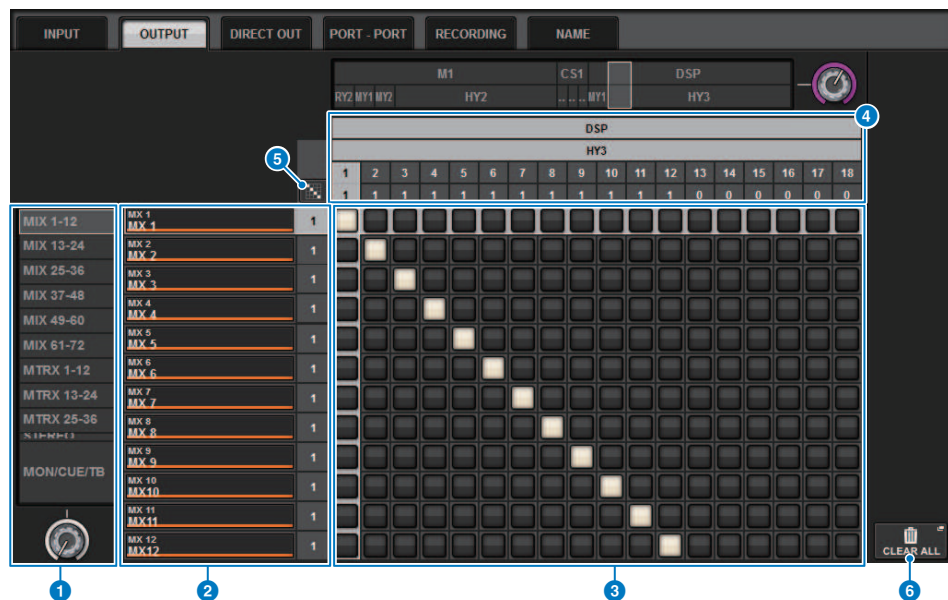 INPUT OUTPUT DIRECT OUT PORT - PORT RECORDING NAME
M1 CS1 DSP
RY2 MY1 MY2 HY2 .. .. .. MY1 HY3
4
DSP
HY3
5
1 2 3 4 5 6 7 8 9 10 11 12 13 14 15 16 17 18
1 1 1 1 1 1 1 1 1 1 1 1 0 0 0 0 0 0
MIX 1-12
MIX 13-24
MIX 25-36
MIX 37-48
MIX 49-60
MIX 61-72
MTRX 1-12
MTRX 13-24
MTRX 25-36
STEREO
MON/CUE/TB
MX 1
MX 1 1
MX 2
MX 2 1
MX 3
MX 3 1
MX 4
MX 4 1
MX 5
MX 5 1
MX 6
MX 6 1
MX 7
MX 7 1
MX 8
MX 8 1
MX 9
MX 9 1
MX 10
MX10 1
MX 11
MX11 1
MX 12
MX12 1
CLEAR ALL
1 2 3 6